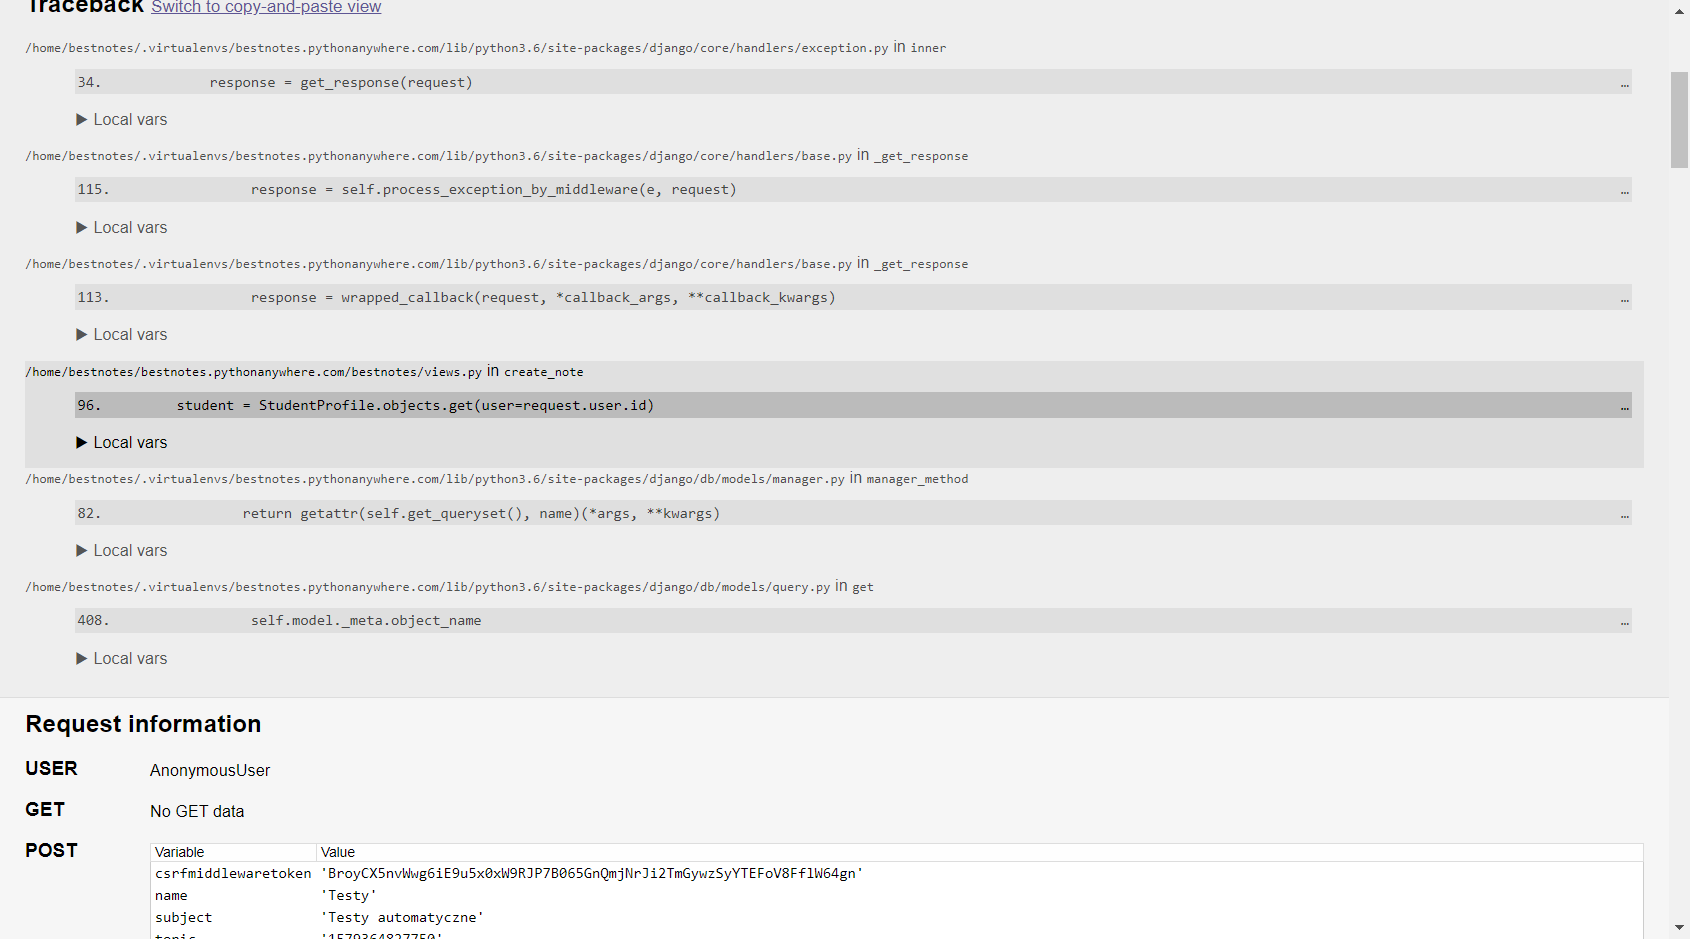 Traceback Switch to copy-and-paste view
/home/bestnotes/.virtualenvs/bestnotes.pythonanywhere.com/lib/python3.6/site-packages/django/core/handlers/exception.py in inner
34. response = get_response(request) …
▶ Local vars
/home/bestnotes/.virtualenvs/bestnotes.pythonanywhere.com/lib/python3.6/site-packages/django/core/handlers/base.py in _get_response
115. response = self.process_exception_by_middleware(e, request) …
▶ Local vars
/home/bestnotes/.virtualenvs/bestnotes.pythonanywhere.com/lib/python3.6/site-packages/django/core/handlers/base.py in _get_response
113. response = wrapped_callback(request, *callback_args, **callback_kwargs) …
▶ Local vars
/home/bestnotes/bestnotes.pythonanywhere.com/bestnotes/views.py in create_note
96. student = StudentProfile.objects.get(user=request.user.id) …
▶ Local vars
/home/bestnotes/.virtualenvs/bestnotes.pythonanywhere.com/lib/python3.6/site-packages/django/db/models/manager.py in manager_method
82. return getattr(self.get_queryset(), name)(*args, **kwargs) …
▶ Local vars
/home/bestnotes/.virtualenvs/bestnotes.pythonanywhere.com/lib/python3.6/site-packages/django/db/models/query.py in get
408. self.model._meta.object_name …
▶ Local vars
Request information
USER AnonymousUser
GET No GET data
POST
Variable Value
csrfmiddlewaretoken 'BroyCX5nvWwg6iE9u5x0xW9RJP7B065GnQmjNrJi2TmGywzSyYTEFoV8FflW64gn'
name 'Testy'
subject 'Testy automatyczne'
topic '1579364827750'